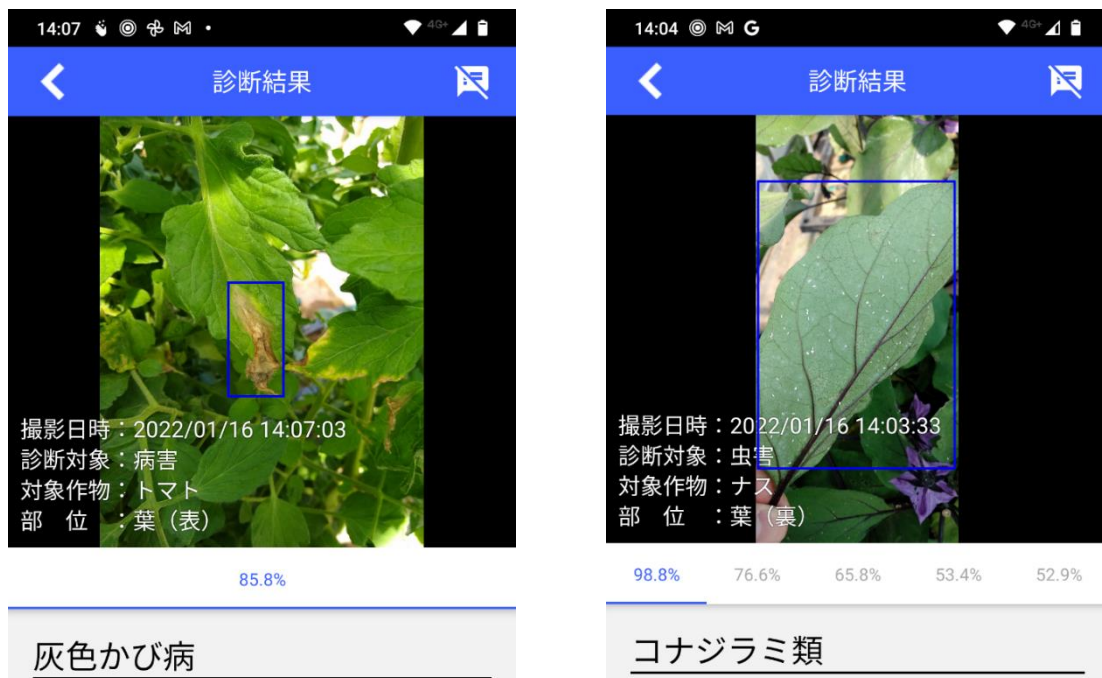 14:07
4G+
診断結果
撮影日時：2022/01/16 14:07:03
診断対象：病害
対象作物：トマト
部　位　：葉（表）
85.8%
灰色かび病
14:04
G
4G+
診断結果
撮影日時：2022/01/16 14:03:33
診断対象：虫害
対象作物：ナス
部　位　：葉（裏）
98.8% 76.6% 65.8% 53.4% 52.9%
コナジラミ類